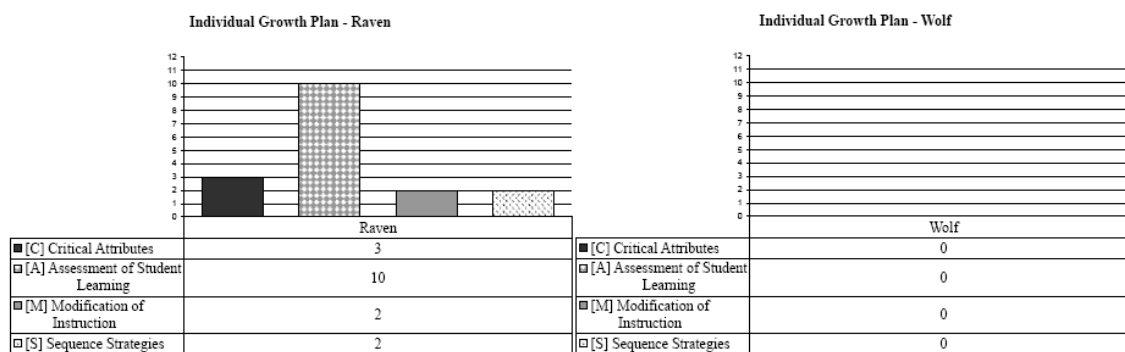 Individual Growth Plan - Raven
12
11
10
9
8
7
6
5
4
3
2
1
0
Raven
[C] Critical Attributes 3
[A] Assessment of Student
Learning 10
[M] Modification of
Instruction 2
[S] Sequence Strategies 2
Individual Growth Plan - Wolf
12
11
10
9
8
7
6
5
4
3
2
1
0
Wolf
[C] Critical Attributes 0
[A] Assessment of Student
Learning 0
[M] Modification of
Instruction 0
[S] Sequence Strategies 0